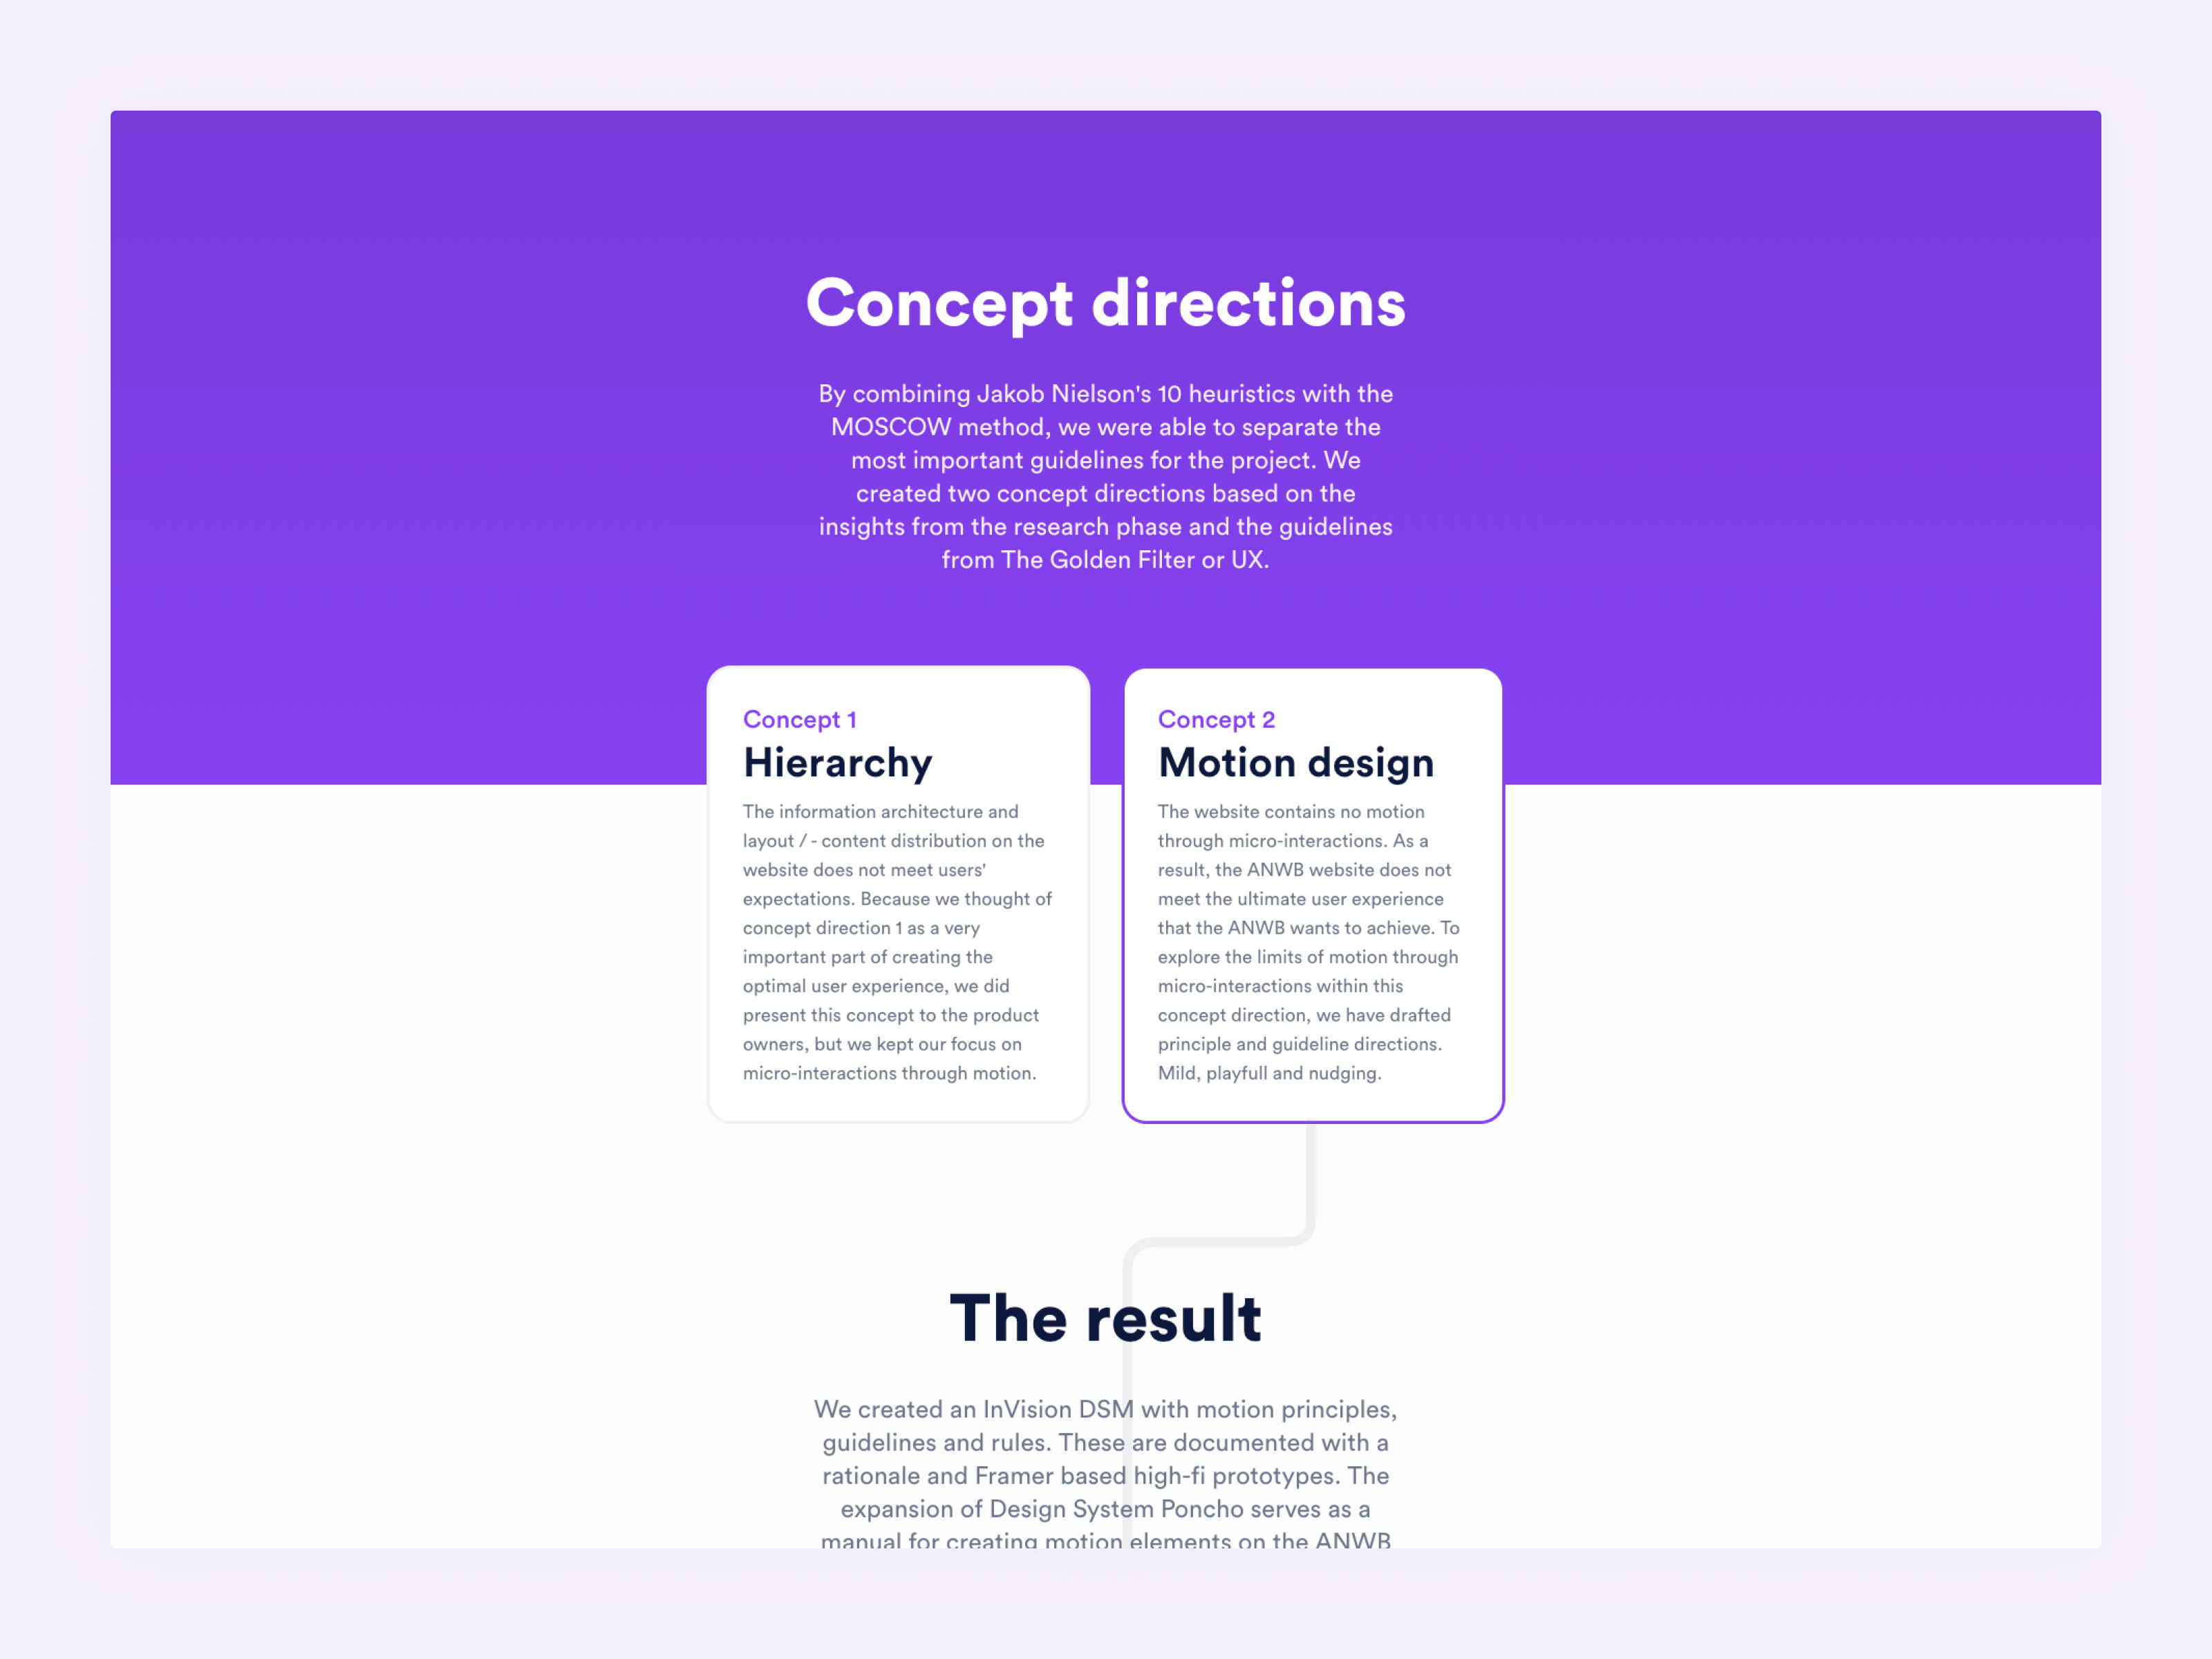 Concept directions
By combining Jakob Nielson's 10 heuristics with the
MOSCOW method, we were able to separate the
most important guidelines for the project. We
created two concept directions based on the
insights from the research phase and the guidelines
from The Golden Filter or UX.
Concept 1
Hierarchy
The information architecture and
layout / - content distribution on the
website does not meet users'
expectations. Because we thought of
concept direction 1 as a very
important part of creating the
optimal user experience, we did
present this concept to the product
owners, but we kept our focus on
micro-interactions through motion.
Concept 2
Motion design
The website contains no motion
through micro-interactions. As a
result, the ANWB website does not
meet the ultimate user experience
that the ANWB wants to achieve. To
explore the limits of motion through
micro-interactions within this
concept direction, we have drafted
principle and guideline directions.
Mild, playfull and nudging.
The result
We created an InVision DSM with motion principles,
guidelines and rules. These are documented with a
rationale and Framer based high-fi prototypes. The
expansion of Design System Poncho serves as a
manual for creating motion elements on the ANWB